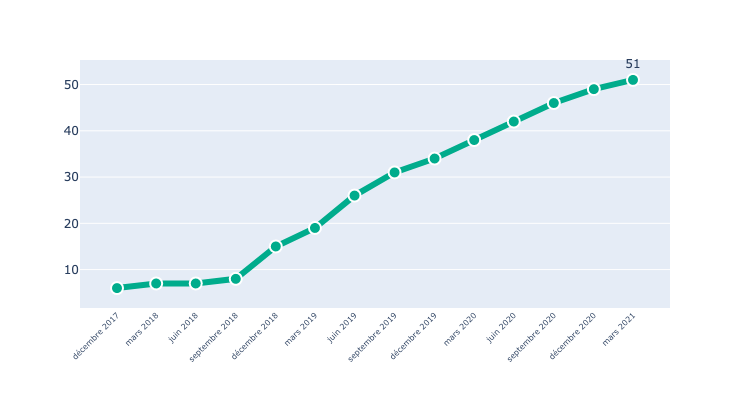 51
50
40
30
20
10
décembre 2017
mars 2018
juin 2018
septembre 2018
décembre 2018
mars 2019
juin 2019
septembre 2019
décembre 2019
mars 2020
juin 2020
septembre 2020
décembre 2020
mars 2021